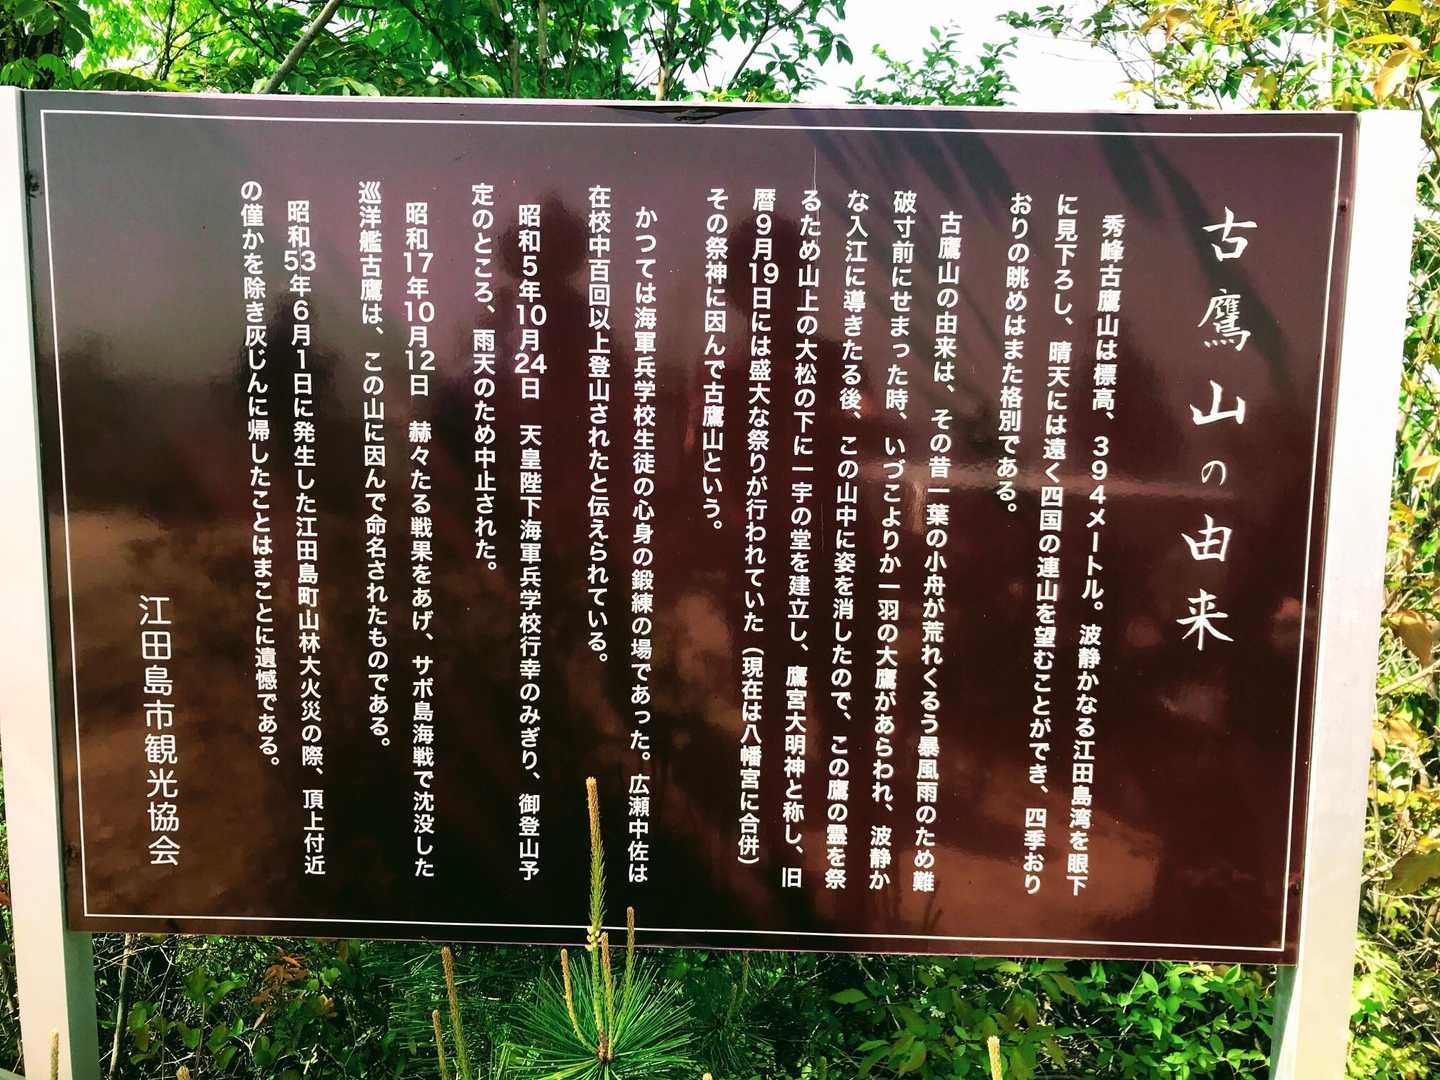 古鷹山の由来
秀峰古鷹山は標高、３９４メートル。波静かなる江田島湾を眼下
に見下ろし、晴天には遠く四国の連山を望むことができ、四季おり
おりの眺めはまた格別である。
古鷹山の由来は、その昔一葉の小舟が荒れくるう暴風雨のため難
破寸前にせまった時、いづこよりか一羽の大鷹があらわれ、波静か
な入江に導きたる後、この山中に姿を消したので、この鷹の霊を祭
るため山上の大松の下に一宇の堂を建立し、鷹宮大明神と称し、旧
暦９月19日には盛大な祭りが行われていた（現在は八幡宮に合併）
その祭神に因んで古鷹山という。
かつては海軍兵学校生徒の心身の鍛練の場であった。広瀬中佐は
在校中百回以上登山されたと伝えられている。
昭和５年10月24日　天皇陛下海軍兵学校行幸のみぎり、御登山予
定のところ、雨天のため中止された。
昭和17年10月12日　赫々たる戦果をあげ、サボ島海戦で沈没した
巡洋艦古鷹は、この山に因んで命名されたものである。
昭和53年６月１日に発生した江田島町山林大火災の際、頂上付近
の僅かを除き灰じんに帰したことはまことに遺憾である。
江田島市観光協会